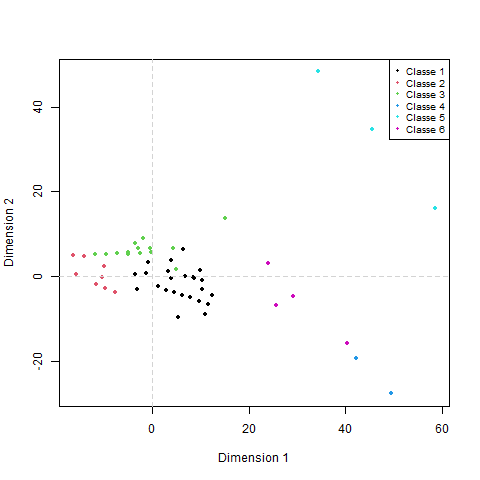 Classe 1
Classe 2
Classe 3
Classe 4
Classe 5
Classe 6
40
20
0
-20
Dimension 2
0 20 40 60
Dimension 1